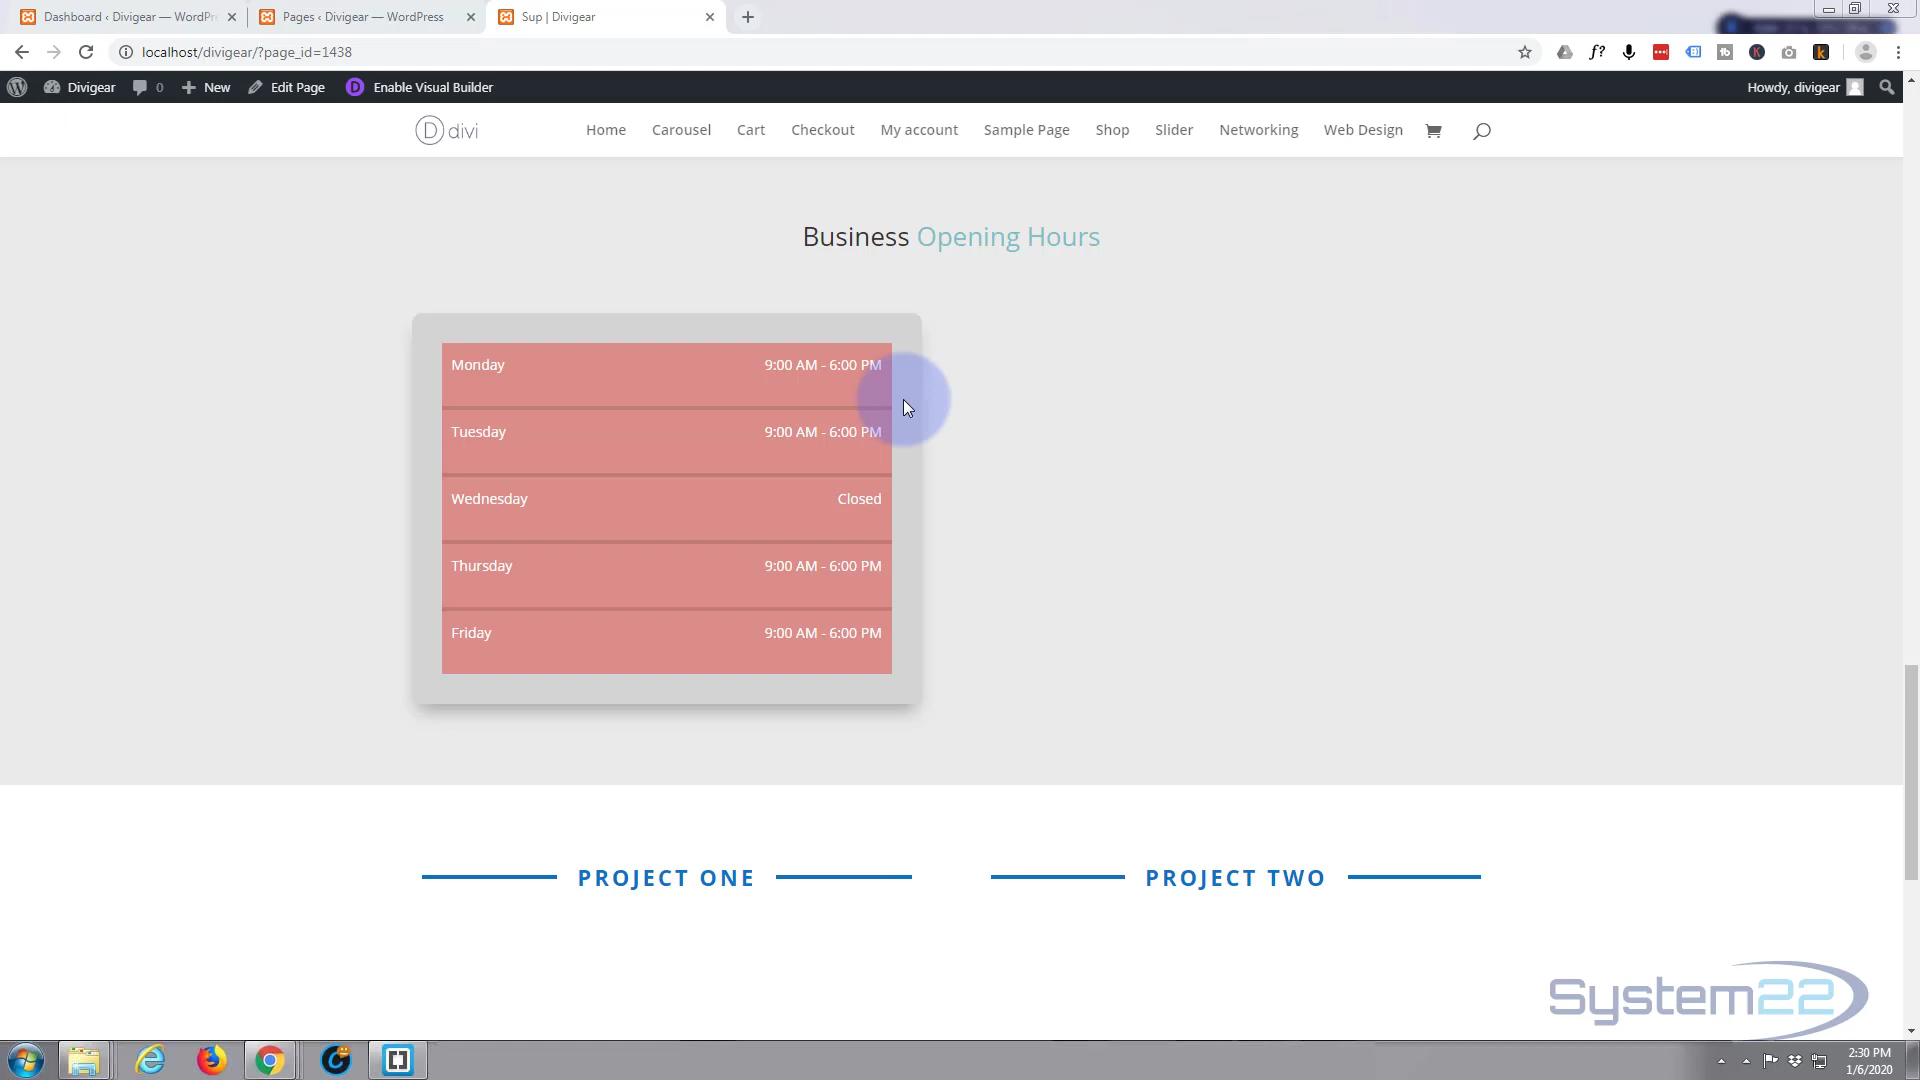 Dashboard ‹ Divigear — WordPr
Pages ‹ Divigear — WordPress
Sup | Divigear
localhost/divigear/?page_id=1438
Divigear
0
New
Edit Page
D
Enable Visual Builder
Howdy, divigear
D divi
Home
Carousel
Cart
Checkout
My account
Sample Page
Shop
Slider
Networking
Web Design
Business Opening Hours
Monday 9:00 AM - 6:00 PM
Tuesday 9:00 AM - 6:00 PM
Wednesday Closed
Thursday 9:00 AM - 6:00 PM
Friday 9:00 AM - 6:00 PM
PROJECT ONE
PROJECT TWO
System22
2:30 PM
1/6/2020